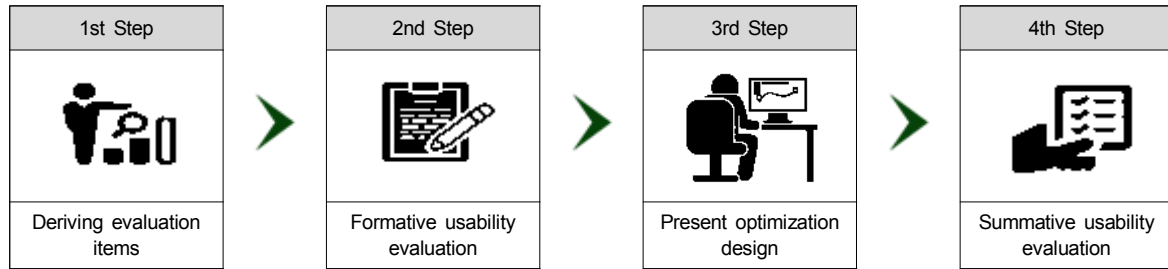 1st Step
Deriving evaluation
items
2nd Step
Formative usability
evaluation
3rd Step
Present optimization
design
4th Step
Summative usability
evaluation